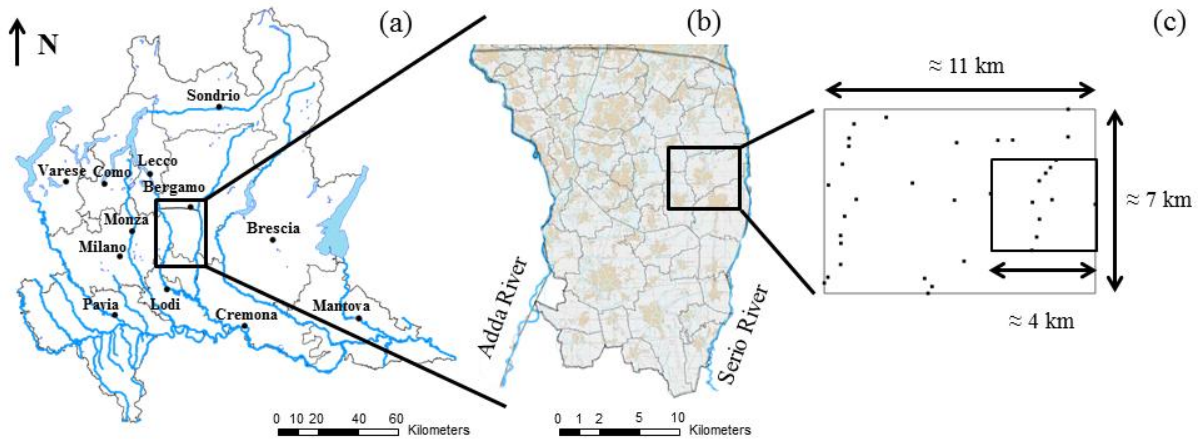 N
(a)
Sondrio
Varese
Como
Lecco
Bergamo
Monza
Milano
Brescia
Pavia
Lodi
Cremona
Mantova
0 10 20 40 60
Kilometers
(b)
Adda River
Serio River
0 1 2 5 10
Kilometers
(c)
≈ 11 km
≈ 7 km
≈ 4 km